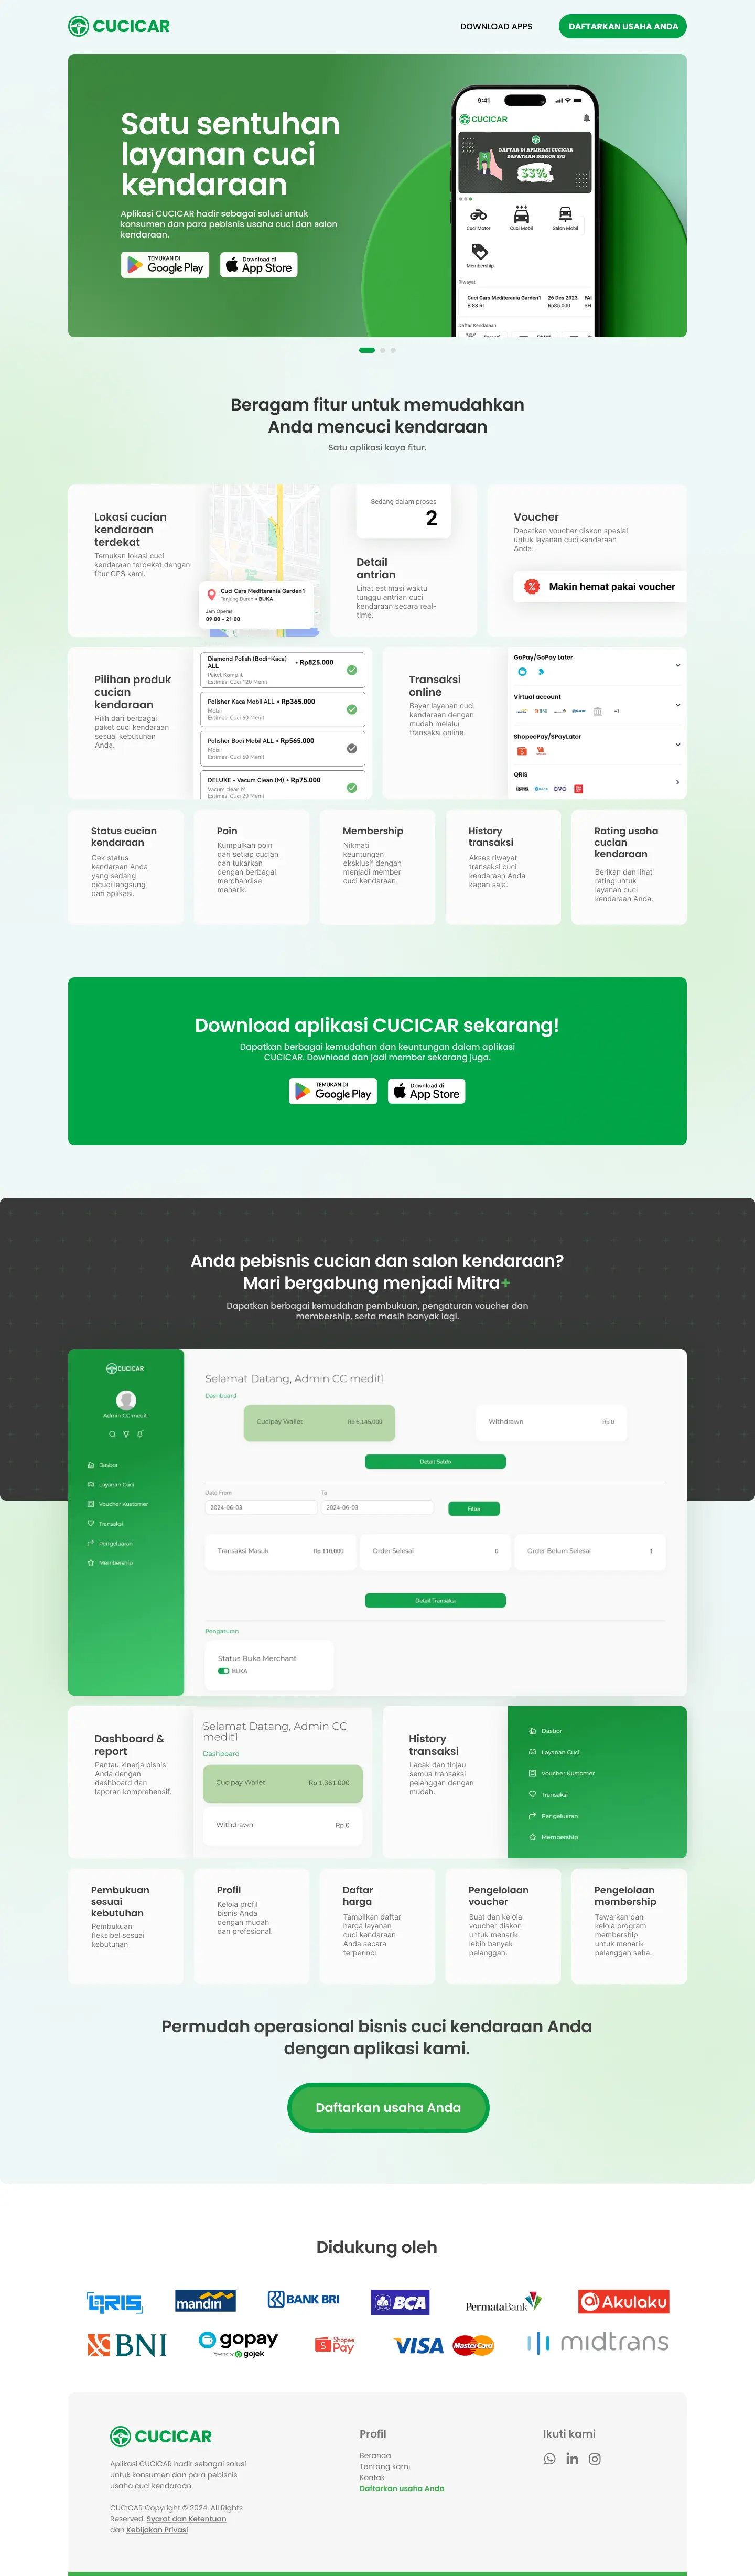 CUCICAR
DOWNLOAD APPS
DAFTARKAN USAHA ANDA
Satu sentuhan
layanan cuci
kendaraan
Aplikasi CUCICAR hadir sebagai solusi untuk
konsumen dan para pebisnis usaha cuci dan salon
kendaraan.
TEMUKAN DI
Google Play
Download di
App Store
9:41
CUCICAR
DAFTAR DI APLIKASI CUCICAR
DAPATKAN DISKON S/D
33%
Cuci Motor
Cuci Mobil
Salon Mobil
Membership
Riwayat
Cuci Cars Mediterania Garden1
26 Des 2023
FAI
B 88 RI
Rp85.000
SH
Daftar Kendaraan
Beragam fitur untuk memudahkan
Anda mencuci kendaraan
Satu aplikasi kaya fitur.
Lokasi cucian
kendaraan
terdekat
Temukan lokasi cuci
kendaraan terdekat dengan
fitur GPS kami.
Cuci Cars Mediterania Garden1
Tanjung Duren • BUKA
Jam Operasi
09:00 - 21:00
Sedang dalam proses
2
Detail
antrian
Lihat estimasi waktu
tunggu antrian cuci
kendaraan secara real-
time.
Voucher
Dapatkan voucher diskon spesial
untuk layanan cuci kendaraan
Anda.
Makin hemat pakai voucher
Pilihan produk
cucian
kendaraan
Pilih dari berbagai
paket cuci kendaraan
sesuai kebutuhan
Anda.
Diamond Polish (Bodi+Kaca)
ALL
• Rp825.000
Paket Komplit
Estimasi Cuci 120 Menit
Polisher Kaca Mobil ALL • Rp365.000
Mobil
Estimasi Cuci 60 Menit
Polisher Bodi Mobil ALL • Rp565.000
Mobil
Estimasi Cuci 60 Menit
DELUXE - Vacum Clean (M) • Rp75.000
Vacum clean M
Estimasi Cuci 20 Menit
Transaksi
online
Bayar layanan cuci
kendaraan dengan
mudah melalui
transaksi online.
GoPay/GoPay Later
Virtual account
BNI
+1
ShopeePay/SPayLater
QRIS
OVO
Status cucian
kendaraan
Cek status
kendaraan Anda
yang sedang
dicuci langsung
dari aplikasi.
Poin
Kumpulkan poin
dari setiap cucian
dan tukarkan
dengan berbagai
merchandise
menarik.
Membership
Nikmati
keuntungan
eksklusif dengan
menjadi member
cuci kendaraan.
History
transaksi
Akses riwayat
transaksi cuci
kendaraan Anda
kapan saja.
Rating usaha
cucian
kendaraan
Berikan dan lihat
rating untuk
layanan cuci
kendaraan Anda.
Download aplikasi CUCICAR sekarang!
Dapatkan berbagai kemudahan dan keuntungan dalam aplikasi
CUCICAR. Download dan jadi member sekarang juga.
TEMUKAN DI
Google Play
Download di
App Store
Anda pebisnis cucian dan salon kendaraan?
Mari bergabung menjadi Mitra+
Dapatkan berbagai kemudahan pembukuan, pengaturan voucher dan
membership, serta masih banyak lagi.
CUCICAR
Admin CC medit1
Dasbor
Layanan Cuci
Voucher Kustomer
Transaksi
Pengeluaran
Membership
Selamat Datang, Admin CC medit1
Dashboard
Cucipay Wallet
Rp 6,145,000
Withdrawn
Rp 0
Detail Saldo
Date From
To
2024-06-03
2024-06-03
Filter
Transaksi Masuk
Rp 110,000
Order Selesai
0
Order Belum Selesai
1
Detail Transaksi
Pengaturan
Status Buka Merchant
BUKA
Dashboard &
report
Pantau kinerja bisnis
Anda dengan
dashboard dan
laporan komprehensif.
Selamat Datang, Admin CC
medit1
Dashboard
Cucipay Wallet
Rp 1,361,000
Withdrawn
Rp 0
History
transaksi
Lacak dan tinjau
semua transaksi
pelanggan dengan
mudah.
Dasbor
Layanan Cuci
Voucher Kustomer
Transaksi
Pengeluaran
Membership
Pembukuan
sesuai
kebutuhan
Pembukuan
fleksibel sesuai
kebutuhan
Profil
Kelola profil
bisnis Anda
dengan mudah
dan profesional.
Daftar
harga
Tampilkan daftar
harga layanan
cuci kendaraan
Anda secara
terperinci.
Pengelolaan
voucher
Buat dan kelola
voucher diskon
untuk menarik
lebih banyak
pelanggan.
Pengelolaan
membership
Tawarkan dan
kelola program
membership
untuk menarik
pelanggan setia.
Permudah operasional bisnis cuci kendaraan Anda
dengan aplikasi kami.
Daftarkan usaha Anda
Didukung oleh
QRIS
mandiri
BANK BRI
BCA
PermataBank
Akulaku
BNI
gopay
Powered by gojek
Shopee
Pay
VISA
MasterCard
midtrans
CUCICAR
Aplikasi CUCICAR hadir sebagai solusi
untuk konsumen dan para pebisnis
usaha cuci kendaraan.
CUCICAR Copyright © 2024. All Rights
Reserved. Syarat dan Ketentuan
dan Kebijakan Privasi
Profil
Beranda
Tentang kami
Kontak
Daftarkan usaha Anda
Ikuti kami